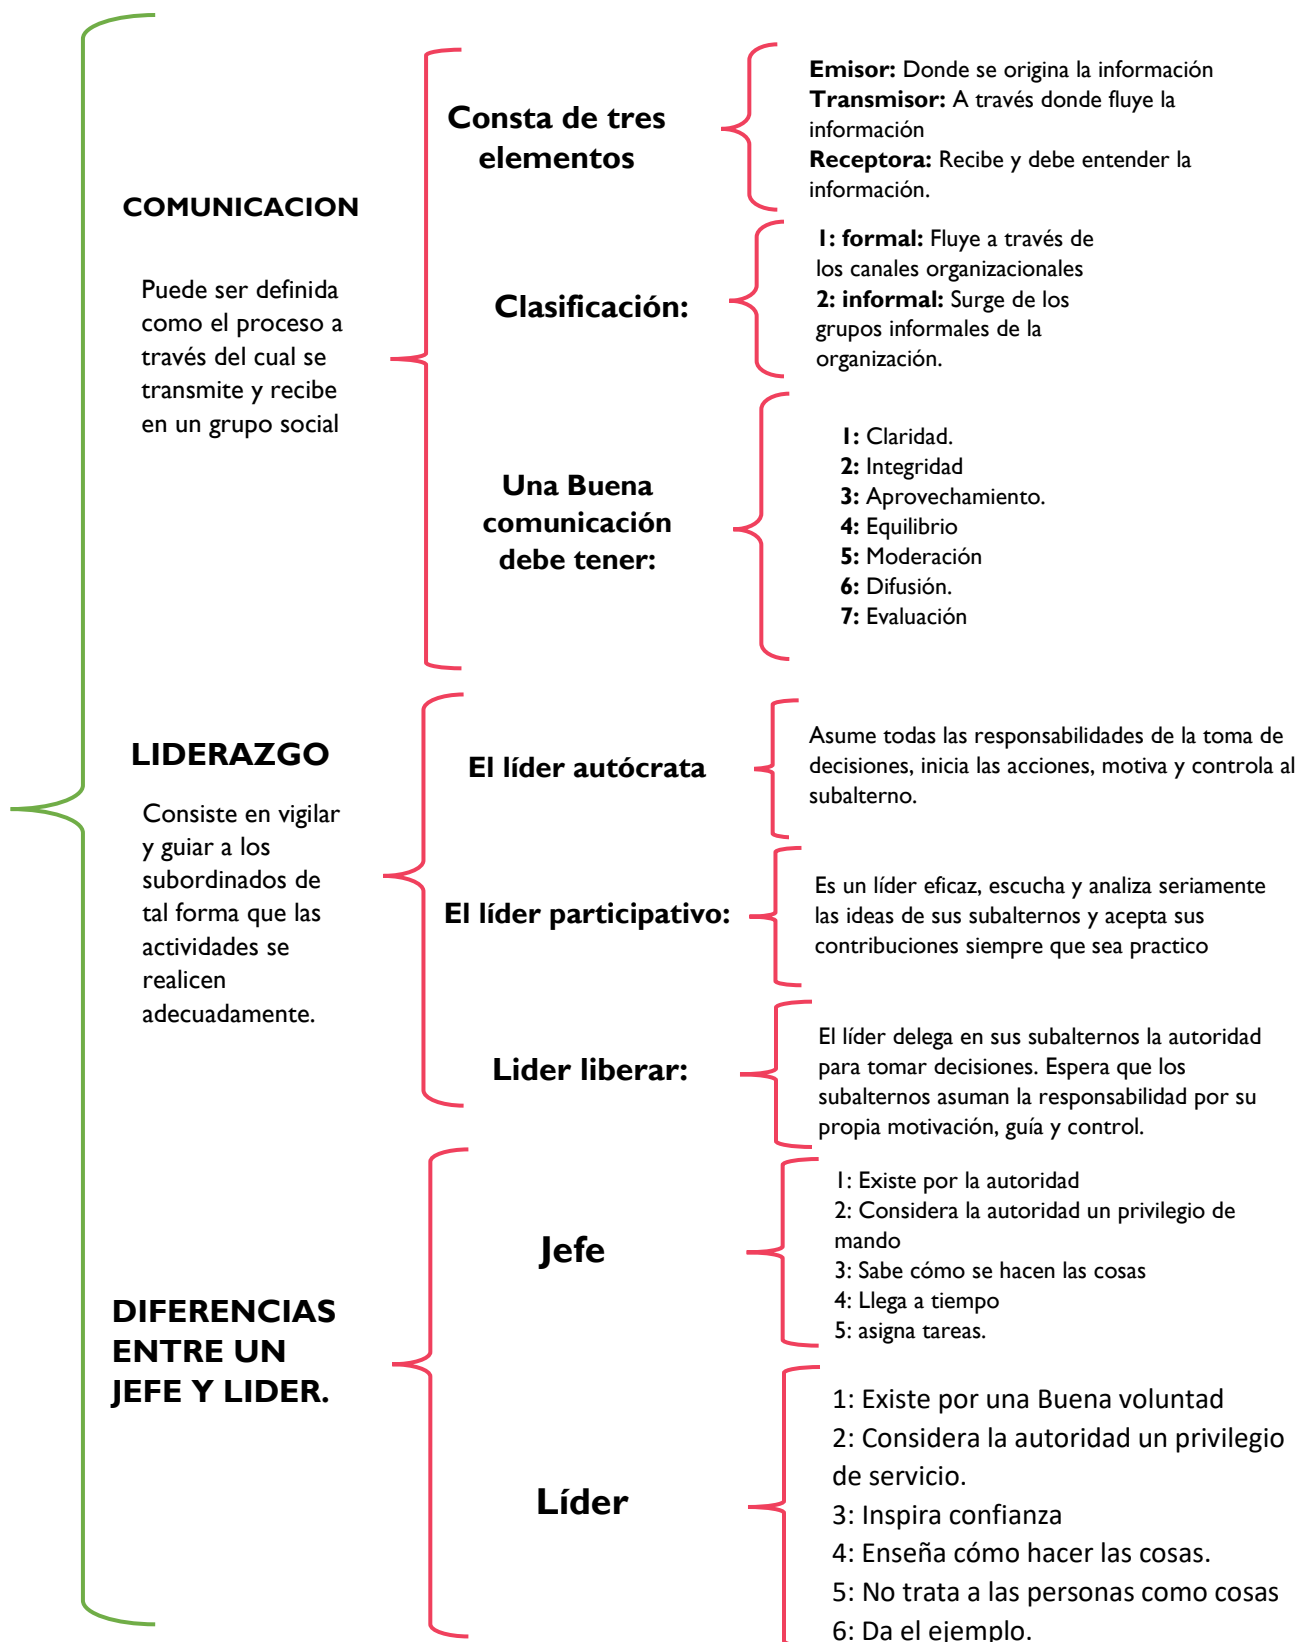 COMUNICACION
Puede ser definida
como el proceso a
través del cual se
transmite y recibe
en un grupo social
Consta de tres
elementos
Emisor: Donde se origina la información
Transmisor: A través donde fluye la
información
Receptora: Recibe y debe entender la
información.
Clasificación:
1: formal: Fluye a través de
los canales organizacionales
2: informal: Surge de los
grupos informales de la
organización.
Una Buena
comunicación
debe tener:
1: Claridad.
2: Integridad
3: Aprovechamiento.
4: Equilibrio
5: Moderación
6: Difusión.
7: Evaluación
LIDERAZGO
Consiste en vigilar
y guiar a los
subordinados de
tal forma que las
actividades se
realicen
adecuadamente.
El líder autócrata
Asume todas las responsabilidades de la toma de
decisiones, inicia las acciones, motiva y controla al
subalterno.
El líder participativo:
Es un líder eficaz, escucha y analiza seriamente
las ideas de sus subalternos y acepta sus
contribuciones siempre que sea practico
Lider liberar:
El líder delega en sus subalternos la autoridad
para tomar decisiones. Espera que los
subalternos asuman la responsabilidad por su
propia motivación, guía y control.
DIFERENCIAS
ENTRE UN
JEFE Y LIDER.
Jefe
1: Existe por la autoridad
2: Considera la autoridad un privilegio de
mando
3: Sabe cómo se hacen las cosas
4: Llega a tiempo
5: asigna tareas.
Líder
1: Existe por una Buena voluntad
2: Considera la autoridad un privilegio
de servicio.
3: Inspira confianza
4: Enseña cómo hacer las cosas.
5: No trata a las personas como cosas
6: Da el ejemplo.